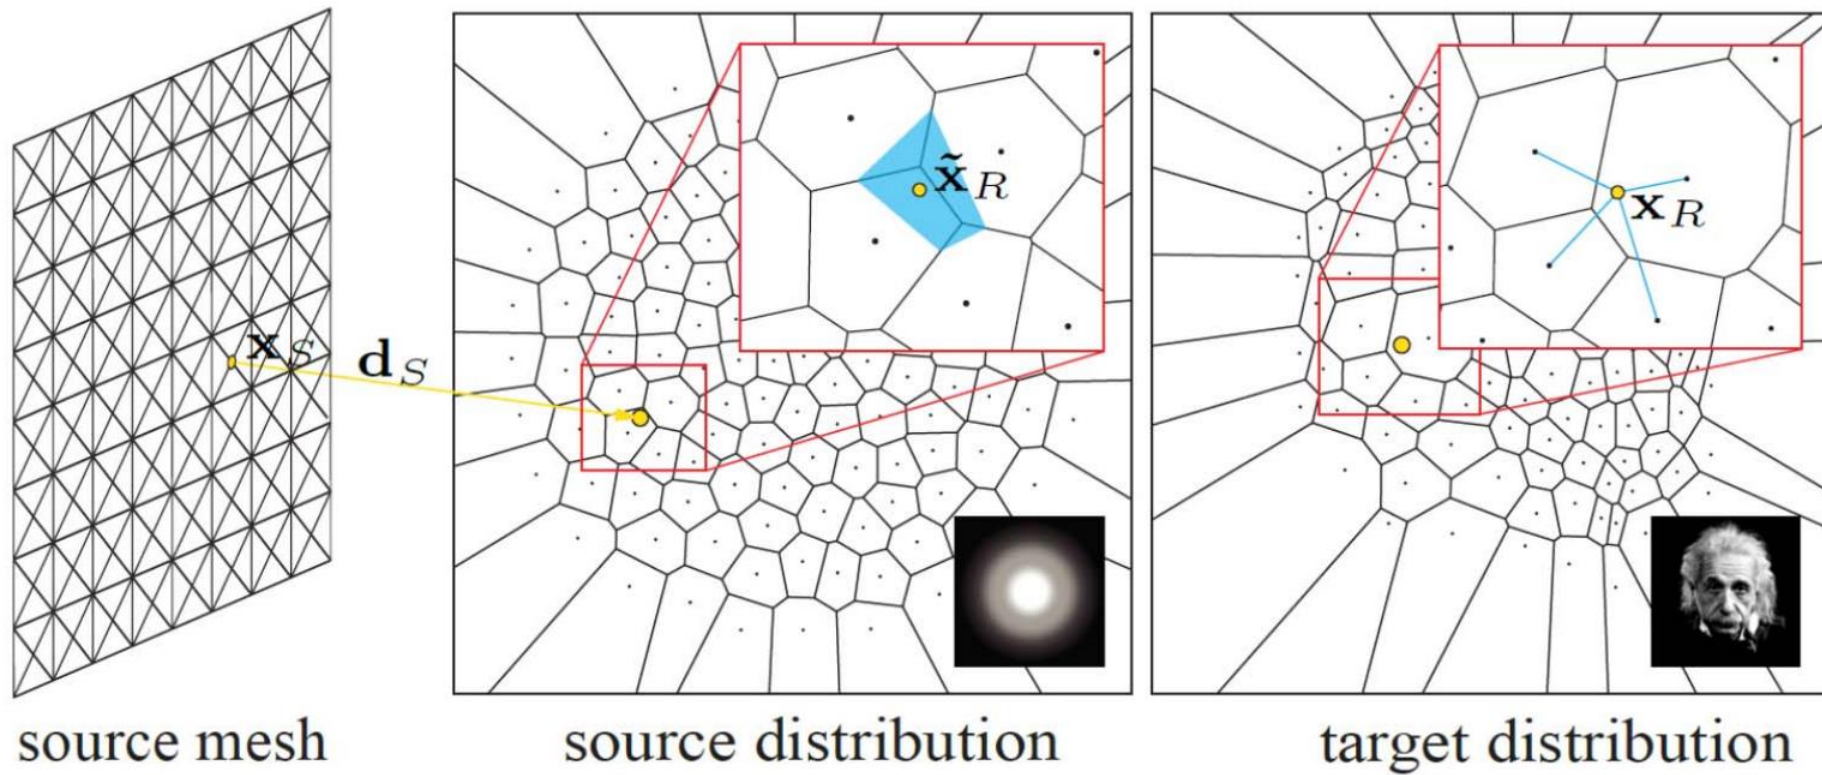 x̃_R
x_R
x_S
d_S
source mesh
source distribution
target distribution